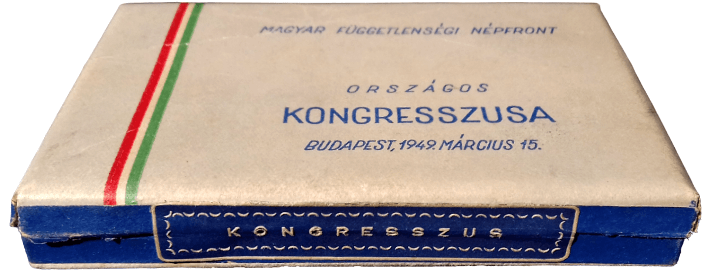 MAGYAR FÜGGETLENSÉGI NÉPFRONT
ORSZÁGOS
KONGRESSZUSA
BUDAPEST, 1949. MÁRCIUS 15.
KONGRESSZUS